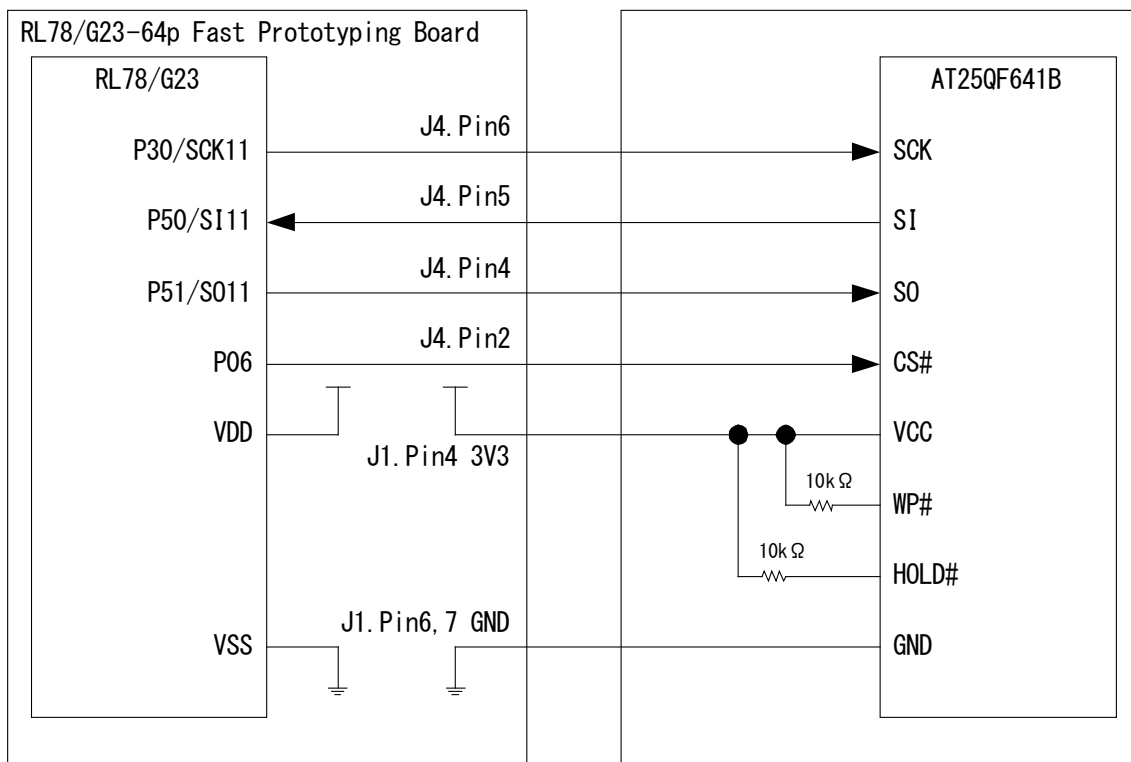 RL78/G23-64p Fast Prototyping Board
RL78/G23
AT25QF641B
P30/SCK11
J4.Pin6
SCK
P50/SI11
J4.Pin5
SI
P51/SO11
J4.Pin4
SO
P06
J4.Pin2
CS#
VDD
J1.Pin4 3V3
VCC
10kΩ
WP#
10kΩ
HOLD#
VSS
J1.Pin6,7 GND
GND